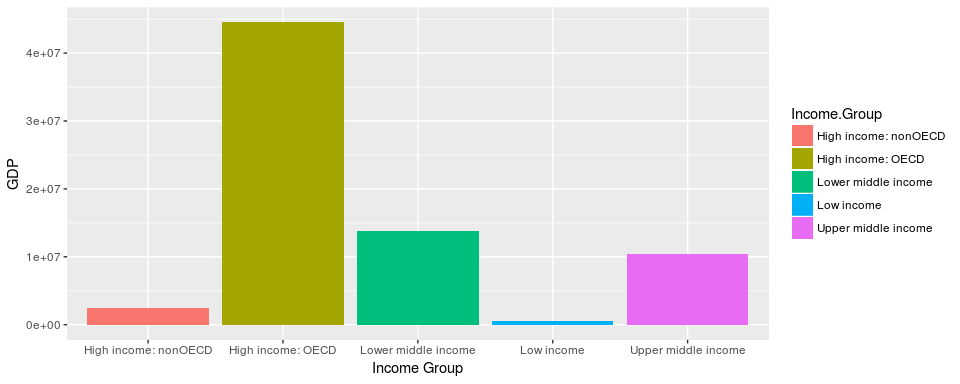 GDP
4e+07
3e+07
2e+07
1e+07
0e+00
High income: nonOECD
High income: OECD
Lower middle income
Low income
Upper middle income
Income Group
Income.Group
High income: nonOECD
High income: OECD
Lower middle income
Low income
Upper middle income